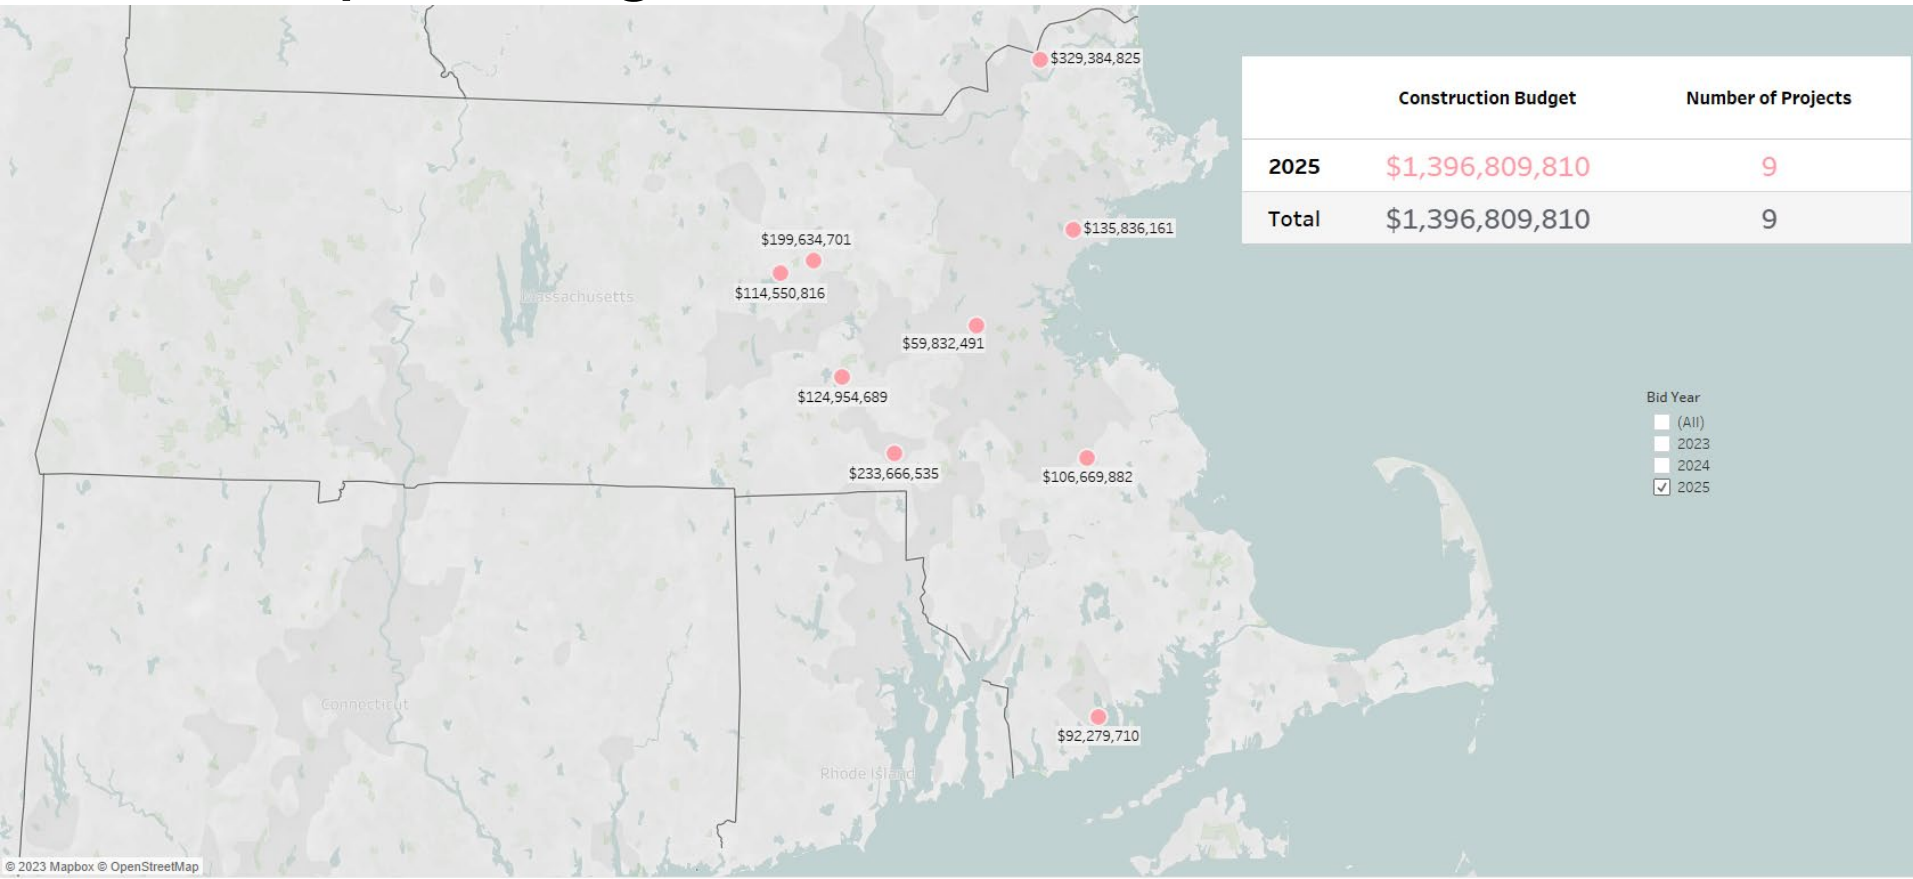 $329,384,825
Construction Budget Number of Projects
2025 $1,396,809,810 9
Total $1,396,809,810 9
$135,836,161
$199,634,701
$114,550,816
Massachusetts
$59,832,491
$124,954,689
Bid Year
(All)
2023
2024
2025
$233,666,535
$106,669,882
Connecticut
$92,279,710
Rhode Island
© 2023 Mapbox © OpenStreetMap